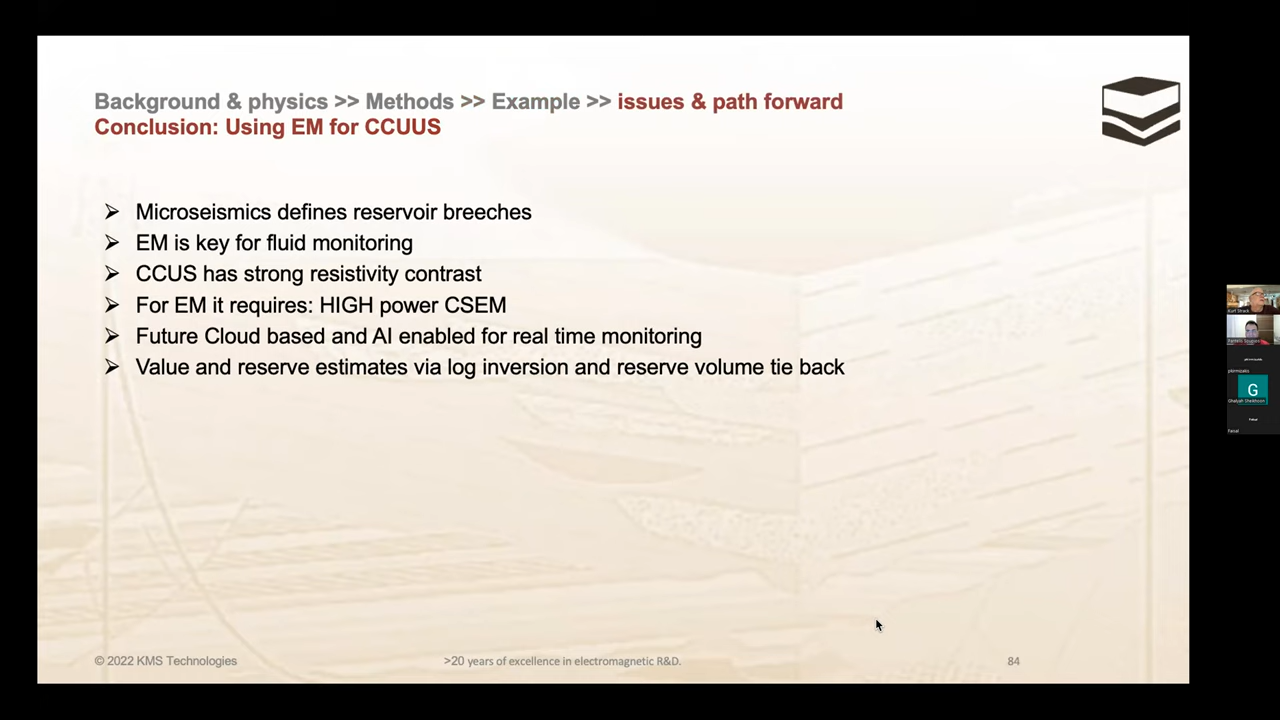 Background & physics >> Methods >> Example >> issues & path forward
Conclusion: Using EM for CCUUS
➢ Microseismics defines reservoir breeches
➢ EM is key for fluid monitoring
➢ CCUS has strong resistivity contrast
➢ For EM it requires: HIGH power CSEM
➢ Future Cloud based and AI enabled for real time monitoring
➢ Value and reserve estimates via log inversion and reserve volume tie back
© 2022 KMS Technologies
>20 years of excellence in electromagnetic R&D.
84
Kurt Strack
G
Faisal